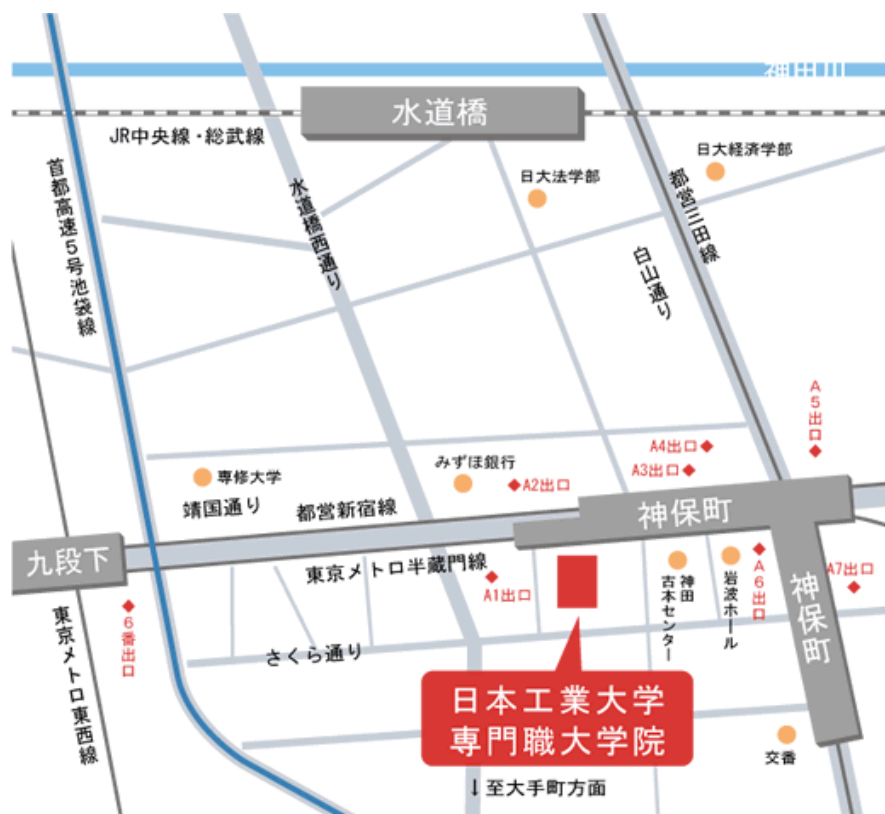 神田川
水道橋
JR中央線・総武線
日大法学部
日大経済学部
首都高速5号池袋線
水道橋西通り
都営三田線
白山通り
A5出口
A4出口
A3出口
みずほ銀行
専修大学
A2出口
靖国通り
都営新宿線
神保町
九段下
東京メトロ半蔵門線
A1出口
神田
古本センター
岩波ホール
A6出口
A7出口
神保町
6番出口
東京メトロ東西線
さくら通り
日本工業大学
専門職大学院
交番
↓至大手町方面